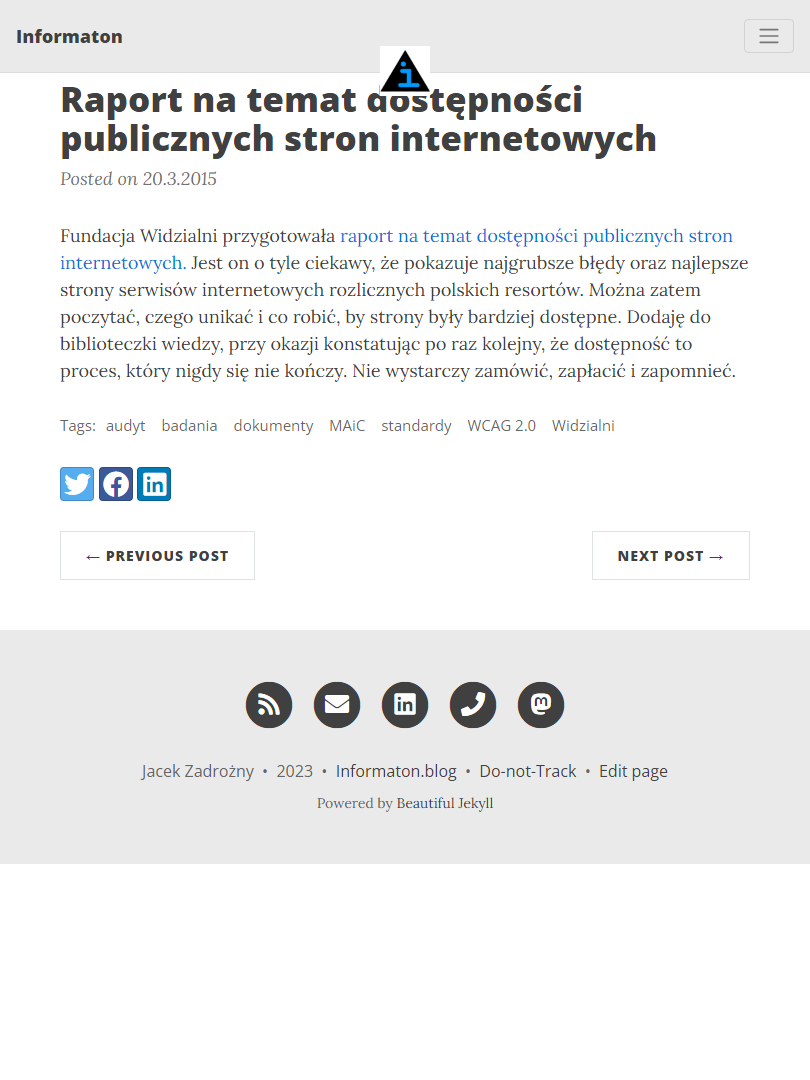 Informaton
Raport na temat dostępności
publicznych stron internetowych
Posted on 20.3.2015
Fundacja Widzialni przygotowała raport na temat dostępności publicznych stron
internetowych. Jest on o tyle ciekawy, że pokazuje najgrubsze błędy oraz najlepsze
strony serwisów internetowych rozlicznych polskich resortów. Można zatem
poczytać, czego unikać i co robić, by strony były bardziej dostępne. Dodaję do
biblioteczki wiedzy, przy okazji konstatując po raz kolejny, że dostępność to
proces, który nigdy się nie kończy. Nie wystarczy zamówić, zapłacić i zapomnieć.
Tags: audyt badania dokumenty MAiC standardy WCAG 2.0 Widzialni
← PREVIOUS POST
NEXT POST →
Jacek Zadrożny • 2023 • Informaton.blog • Do-not-Track • Edit page
Powered by Beautiful Jekyll